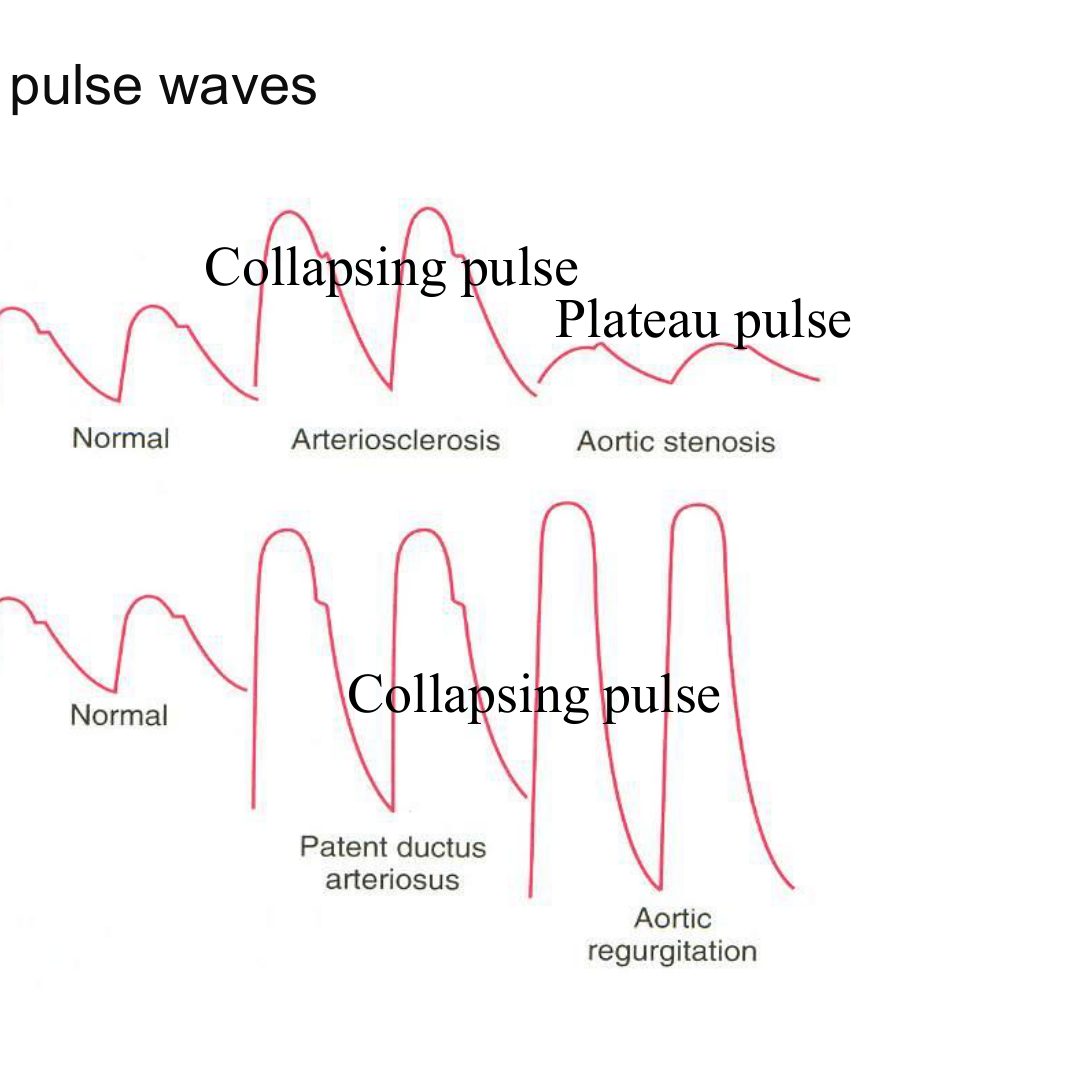 pulse waves
Collapsing pulse
Plateau pulse
Normal
Arteriosclerosis
Aortic stenosis
Collapsing pulse
Normal
Patent ductus
arteriosus
Aortic
regurgitation